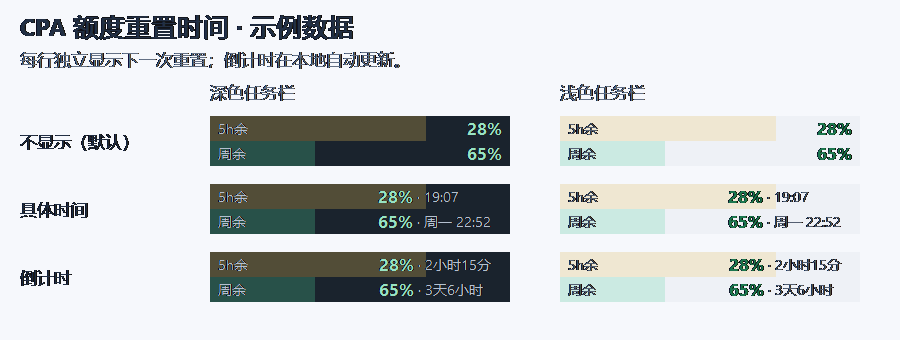 CPA 额度重置时间 · 示例数据
每行独立显示下一次重置；倒计时在本地自动更新。
深色任务栏 浅色任务栏
不显示（默认）
5h余 28% 5h余 28%
周余 65% 周余 65%
具体时间
5h余 28% · 19:07 5h余 28% · 19:07
周余 65% · 周一 22:52 周余 65% · 周一 22:52
倒计时
5h余 28% · 2小时15分 5h余 28% · 2小时15分
周余 65% · 3天6小时 周余 65% · 3天6小时